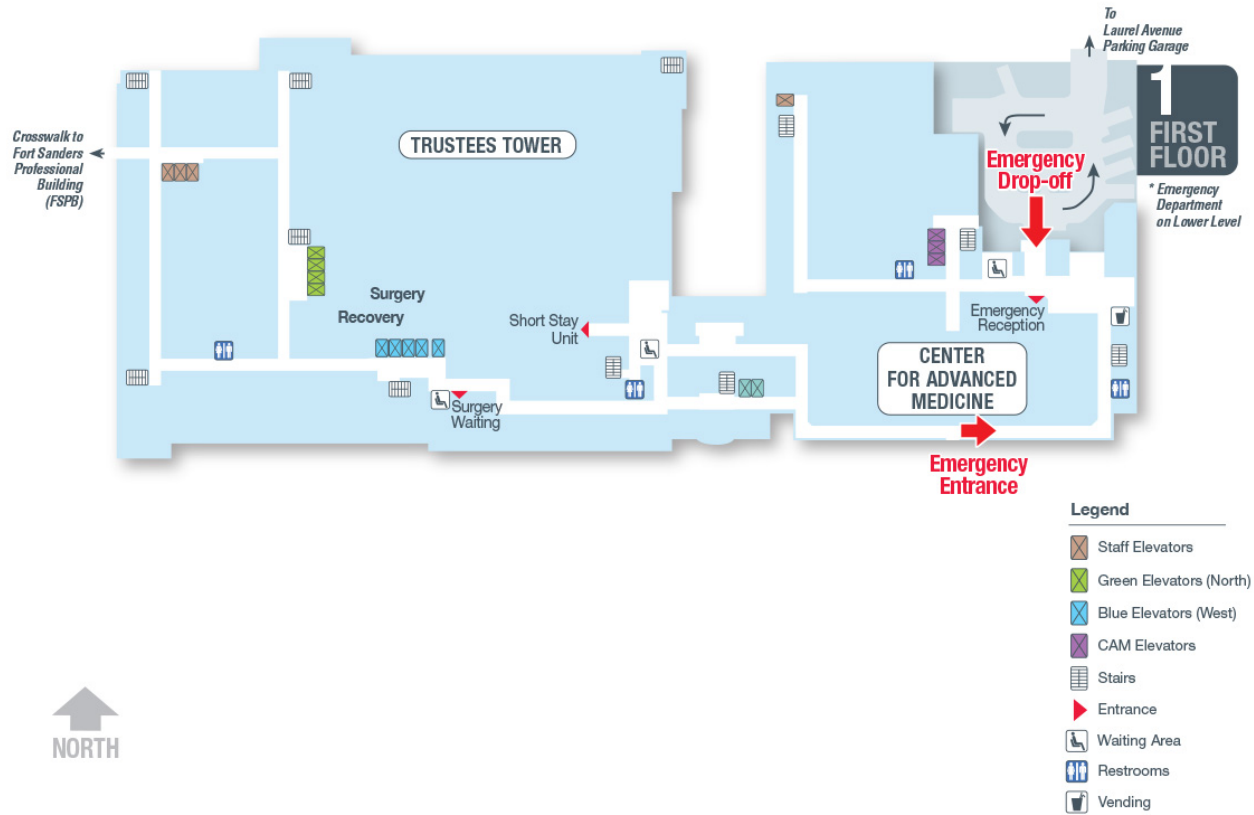 To
Laurel Avenue
Parking Garage
1
FIRST
FLOOR
* Emergency
Department
on Lower Level
Crosswalk to
Fort Sanders
Professional
Building
(FSPB)
TRUSTEES TOWER
Emergency
Drop-off
Surgery
Recovery
Short Stay
Unit
Emergency
Reception
CENTER
FOR ADVANCED
MEDICINE
Surgery
Waiting
Emergency
Entrance
Legend
Staff Elevators
Green Elevators (North)
Blue Elevators (West)
CAM Elevators
Stairs
Entrance
Waiting Area
Restrooms
Vending
NORTH